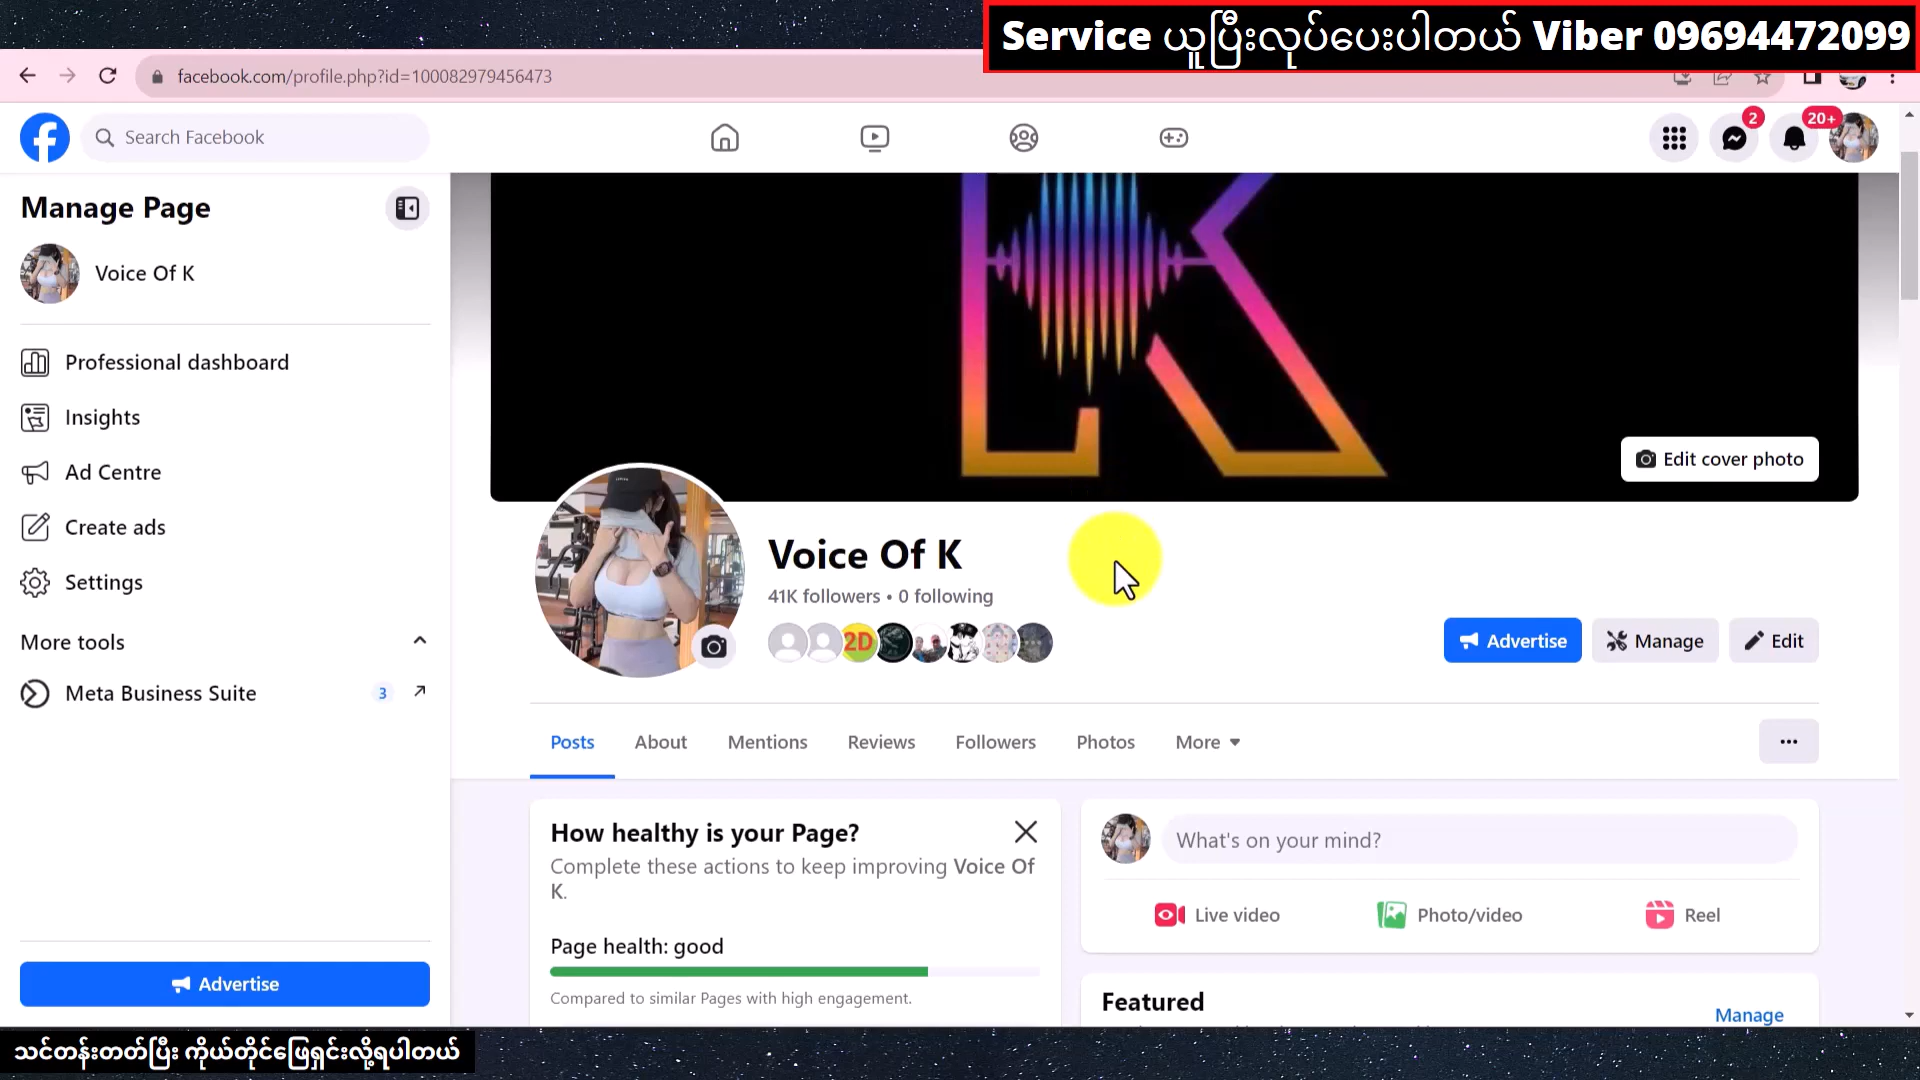 Service ယူပြီးလုပ်ပေးပါတယ် Viber 09694472099
facebook.com/profile.php?id=100082979456473
Search Facebook
2
20+
Manage Page
Voice Of K
Professional dashboard
Insights
Ad Centre
Create ads
Settings
More tools
Meta Business Suite 3
Advertise
K
Edit cover photo
Voice Of K
41K followers • 0 following
2D
Advertise
Manage
Edit
Posts
About
Mentions
Reviews
Followers
Photos
More
How healthy is your Page?
Complete these actions to keep improving Voice Of
K.
Page health: good
Compared to similar Pages with high engagement.
What's on your mind?
Live video
Photo/video
Reel
Featured
Manage
သင်တန်းတတ်ပြီး ကိုယ်တိုင်ဖြေရှင်းလို့ရပါတယ်